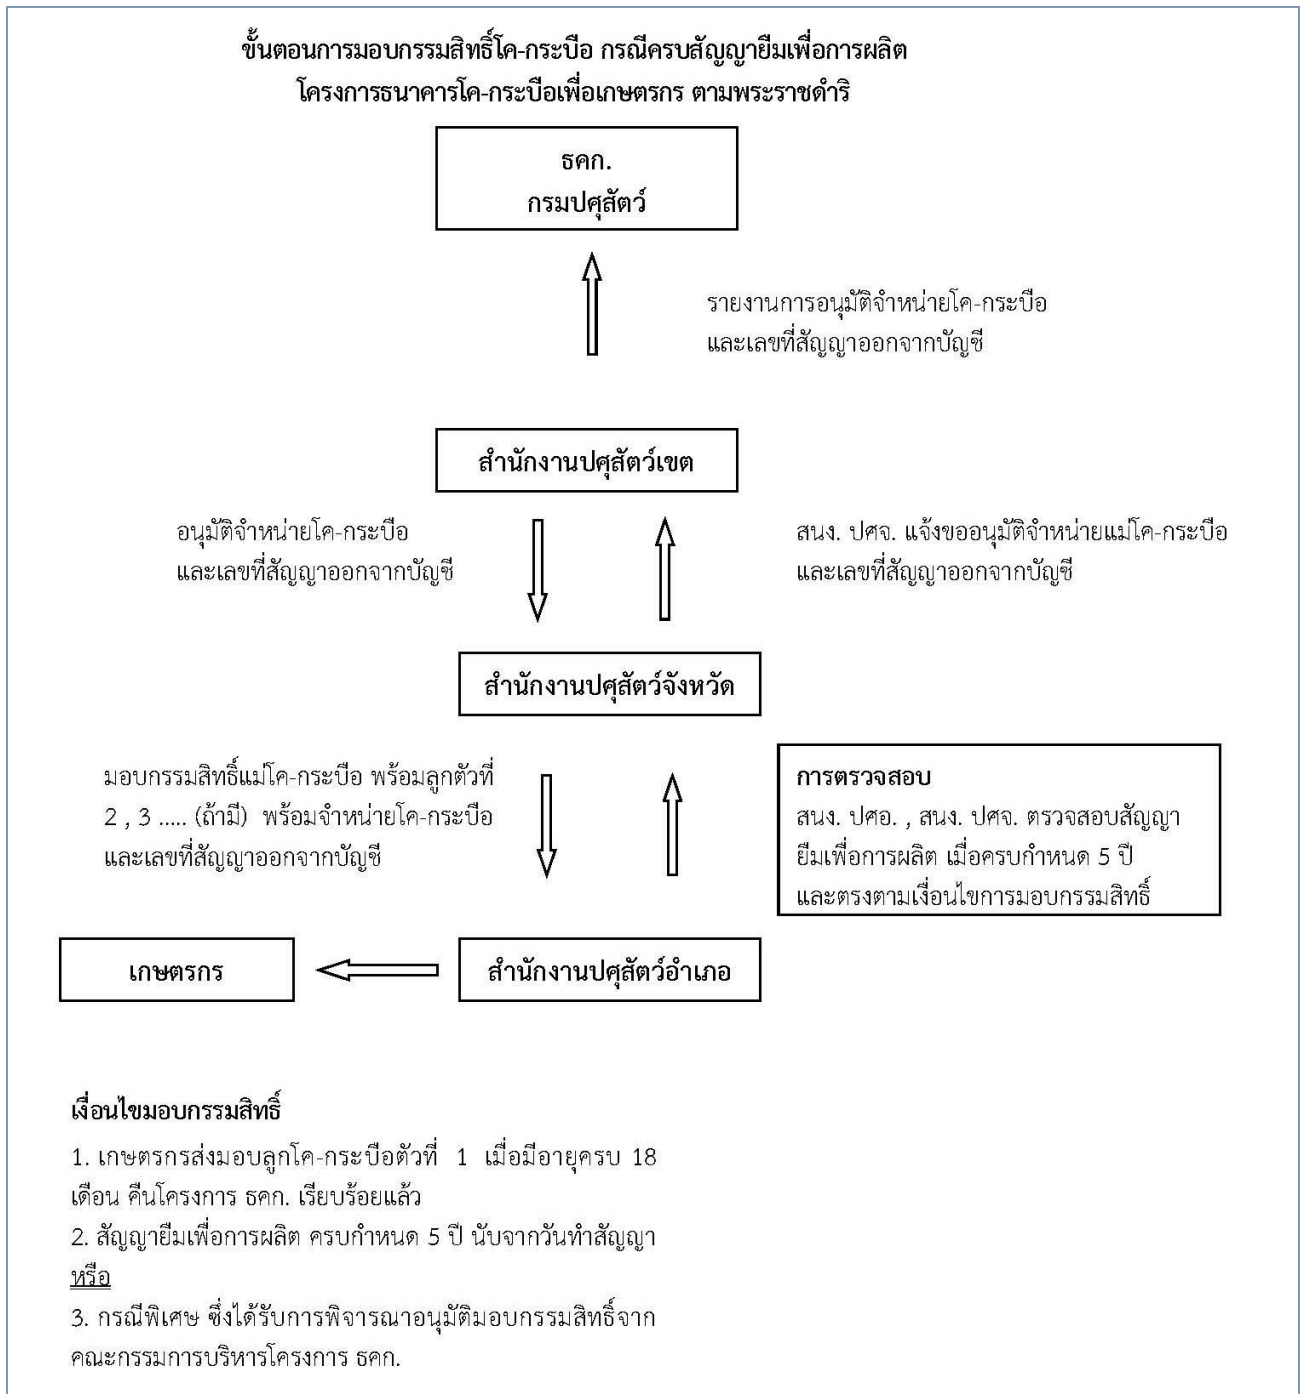 ขั้นตอนการมอบกรรมสิทธิ์โค-กระบือ กรณีครบสัญญายืมเพื่อการผลิต
โครงการธนาคารโค-กระบือเพื่อเกษตรกร ตามพระราชดำริ
ธคก.
กรมปศุสัตว์
รายงานการอนุมัติจำหน่ายโค-กระบือ
และเลขที่สัญญาออกจากบัญชี
สำนักงานปศุสัตว์เขต
อนุมัติจำหน่ายโค-กระบือ
และเลขที่สัญญาออกจากบัญชี
สนง. ปศจ. แจ้งขออนุมัติจำหน่ายแม่โค-กระบือ
และเลขที่สัญญาออกจากบัญชี
สำนักงานปศุสัตว์จังหวัด
มอบกรรมสิทธิ์แม่โค-กระบือ พร้อมลูกตัวที่
2 , 3 ..... (ถ้ามี) พร้อมจำหน่ายโค-กระบือ
และเลขที่สัญญาออกจากบัญชี
การตรวจสอบ
สนง. ปศอ. , สนง. ปศจ. ตรวจสอบสัญญา
ยืมเพื่อการผลิต เมื่อครบกำหนด 5 ปี
และตรงตามเงื่อนไขการมอบกรรมสิทธิ์
เกษตรกร
สำนักงานปศุสัตว์อำเภอ
เงื่อนไขมอบกรรมสิทธิ์
1. เกษตรกรส่งมอบลูกโค-กระบือตัวที่ 1 เมื่อมีอายุครบ 18
เดือน คืนโครงการ ธคก. เรียบร้อยแล้ว
2. สัญญายืมเพื่อการผลิต ครบกำหนด 5 ปี นับจากวันทำสัญญา
หรือ
3. กรณีพิเศษ ซึ่งได้รับการพิจารณาอนุมัติมอบกรรมสิทธิ์จาก
คณะกรรมการบริหารโครงการ ธคก.